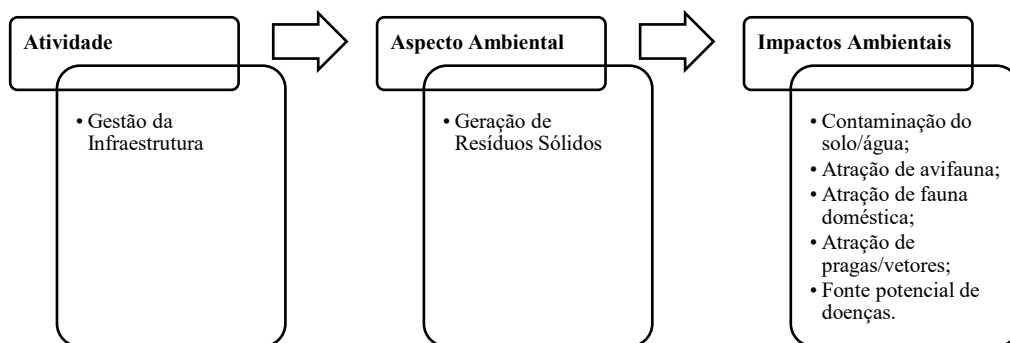 Atividade
• Gestão da
Infraestrutura
Aspecto Ambiental
• Geração de
Resíduos Sólidos
Impactos Ambientais
• Contaminação do
solo/água;
• Atração de avifauna;
• Atração de fauna
doméstica;
• Atração de
pragas/vetores;
• Fonte potencial de
doenças.